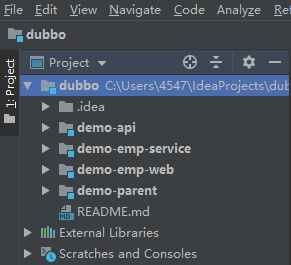 File Edit View Navigate Code
dubbo
1: Project
Project
dubbo C:\Users\4547\IdeaProjects\dub
.idea
demo-api
demo-emp-service
demo-emp-web
demo-parent
README.md
External Libraries
Scratches and Consoles